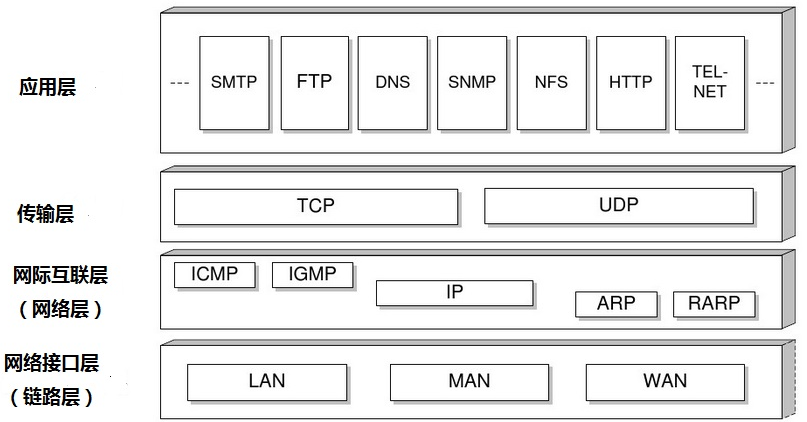 应用层
--- SMTP FTP DNS SNMP NFS HTTP TEL-
NET ---
传输层
TCP UDP
网际互联层
（网络层）
ICMP IGMP
IP
ARP RARP
网络接口层
（链路层）
LAN MAN WAN